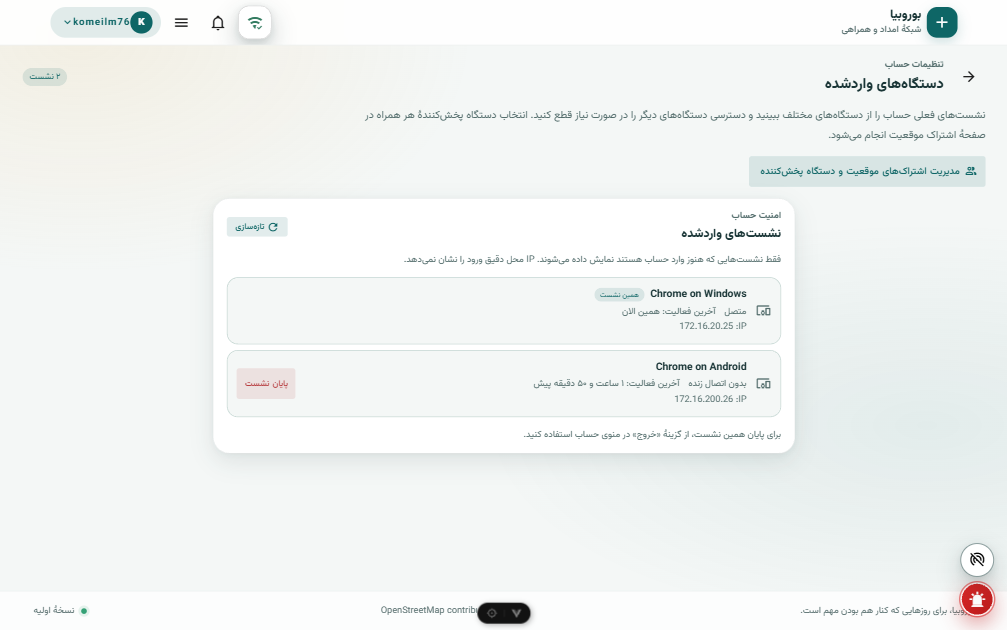 بوروبیا
شبکهٔ امداد و همراهی
K
komeilm76
تنظیمات حساب
دستگاه‌های واردشده
۲ نشست
نشست‌های فعلی حساب را از دستگاه‌های مختلف ببینید و دسترسی دستگاه‌های دیگر را در صورت نیاز قطع کنید. انتخاب دستگاه پخش‌کنندهٔ هر همراه در
صفحهٔ اشتراک موقعیت انجام می‌شود.
مدیریت اشتراک‌های موقعیت و دستگاه پخش‌کننده
امنیت حساب
نشست‌های واردشده
تازه‌سازی
فقط نشست‌هایی که هنوز وارد حساب هستند نمایش داده می‌شوند. IP محل دقیق ورود را نشان نمی‌دهد.
Chrome on Windows همین نشست
متصل آخرین فعالیت: همین الان
IP: 172.16.20.25
Chrome on Android
بدون اتصال زنده آخرین فعالیت: ۱ ساعت و ۵۰ دقیقه پیش
IP: 172.16.200.26
پایان نشست
برای پایان همین نشست، از گزینهٔ «خروج» در منوی حساب استفاده کنید.
برای روزهایی که کنار هم بودن مهم است.
OpenStreetMap
نسخهٔ اولیه